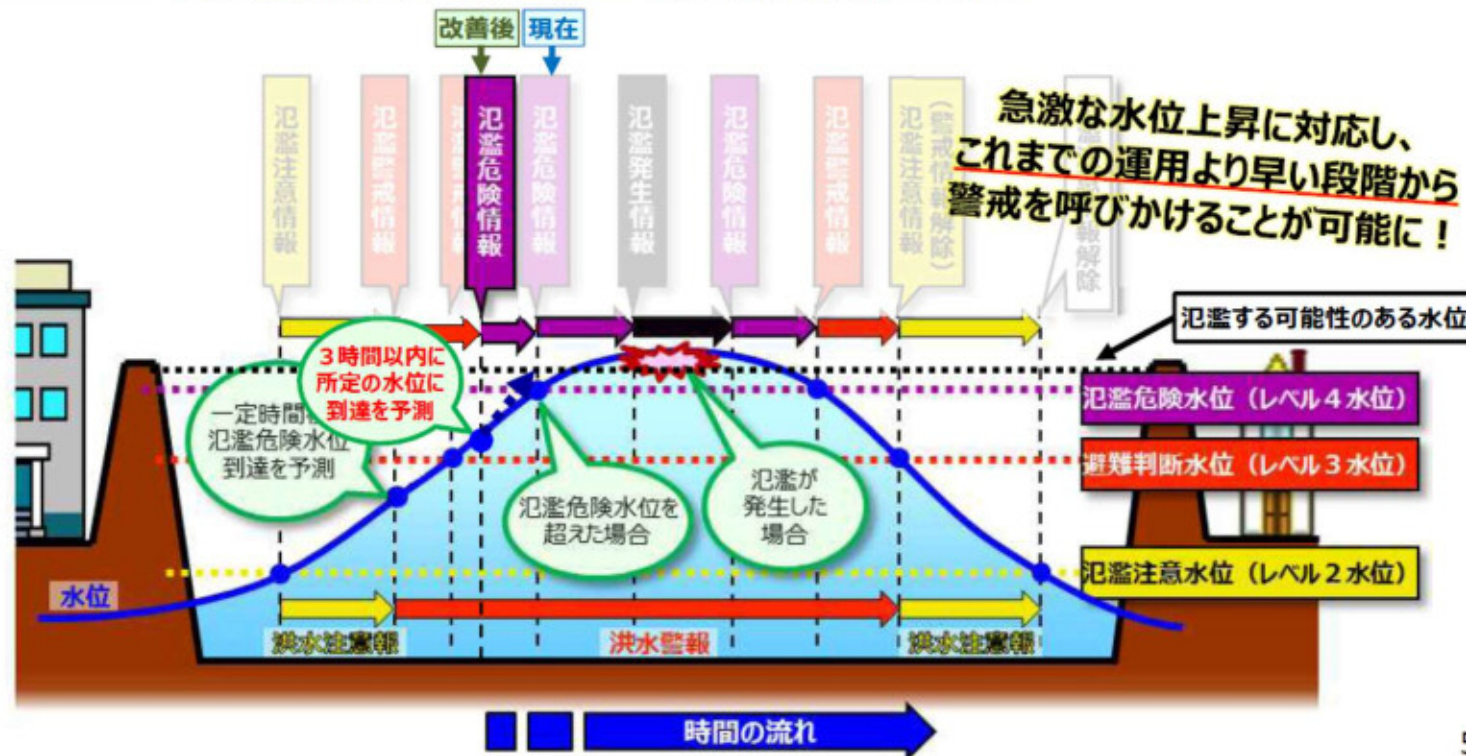 改善後
現在
氾濫注意情報
氾濫警戒情報
氾濫危険情報
氾濫危険情報
氾濫発生情報
氾濫危険情報
氾濫警戒情報
氾濫注意情報
(警戒情報解除)
急激な水位上昇に対応し、
これまでの運用より早い段階から
警戒を呼びかけることが可能に！
氾濫する可能性のある水位
3時間以内に
所定の水位に
到達を予測
一定時間
氾濫危険水位
到達を予測
氾濫危険水位を
超えた場合
氾濫が
発生した
場合
氾濫危険水位（レベル4水位）
避難判断水位（レベル3水位）
氾濫注意水位（レベル2水位）
水位
洪水注意報
洪水警報
洪水注意報
時間の流れ